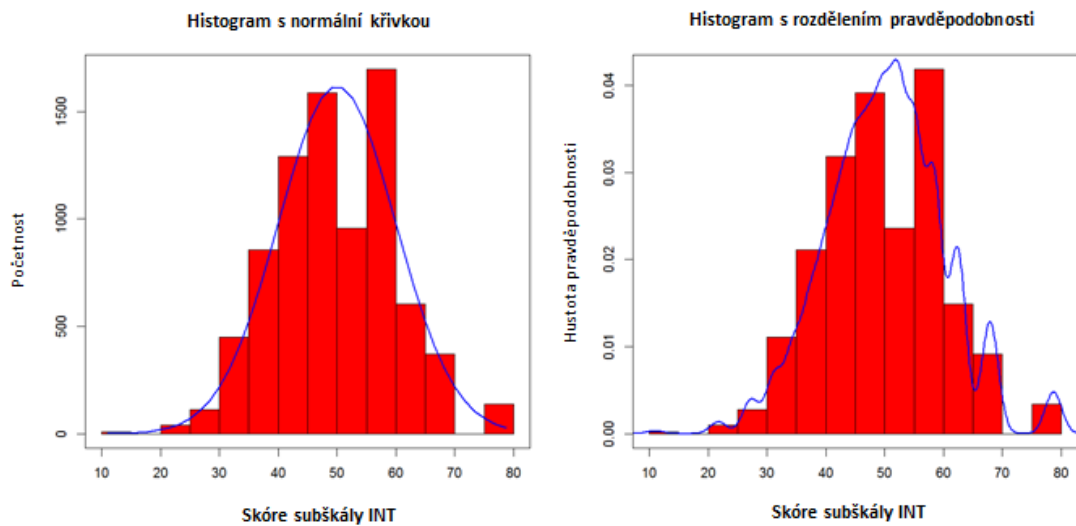 Histogram s normální křivkou
Početnost
1500
1000
500
0
10 20 30 40 50 60 70 80
Skóre subškály INT
Histogram s rozdělením pravděpodobnosti
Hustota pravděpodobnosti
0.04
0.03
0.02
0.01
0.00
10 20 30 40 50 60 70 80
Skóre subškály INT